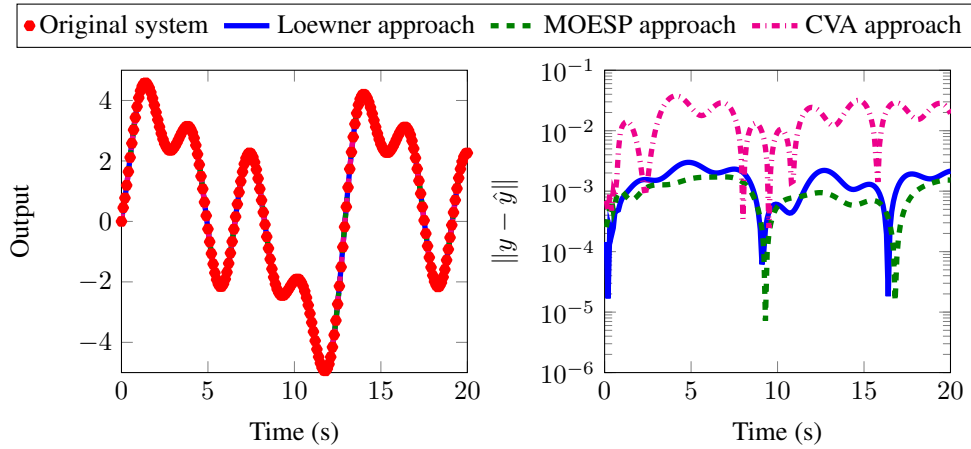 Original system Loewner approach MOESP approach CVA approach
Output
4
2
0
−2
−4
0 5 10 15 20
Time (s)
‖y − ŷ‖
10⁻¹
10⁻²
10⁻³
10⁻⁴
10⁻⁵
10⁻⁶
0 5 10 15 20
Time (s)